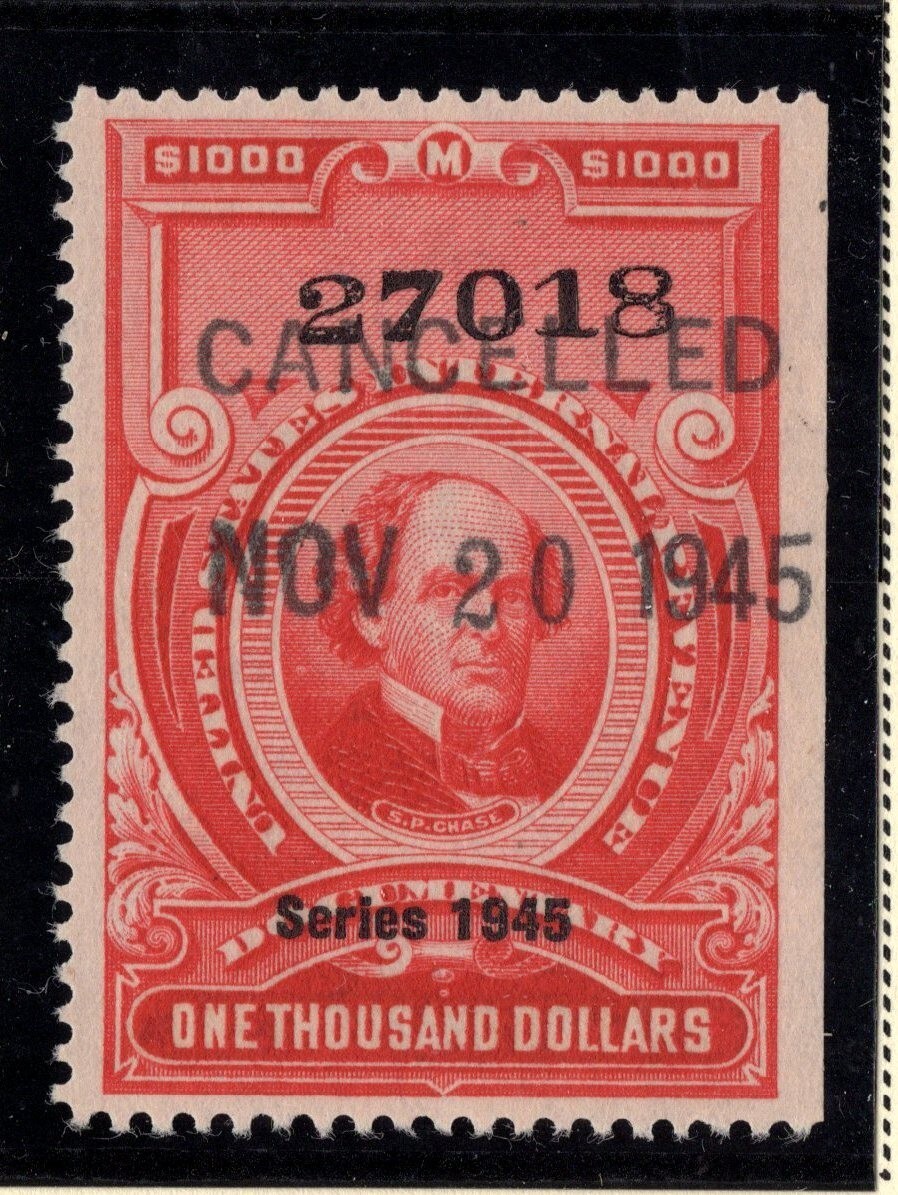 $1000 M $1000
27018
CANCELLED
UNITED STATES INTERNAL REVENUE
NOV 20 1945
S.P.CHASE
DOCUMENTARY
Series 1945
ONE THOUSAND DOLLARS